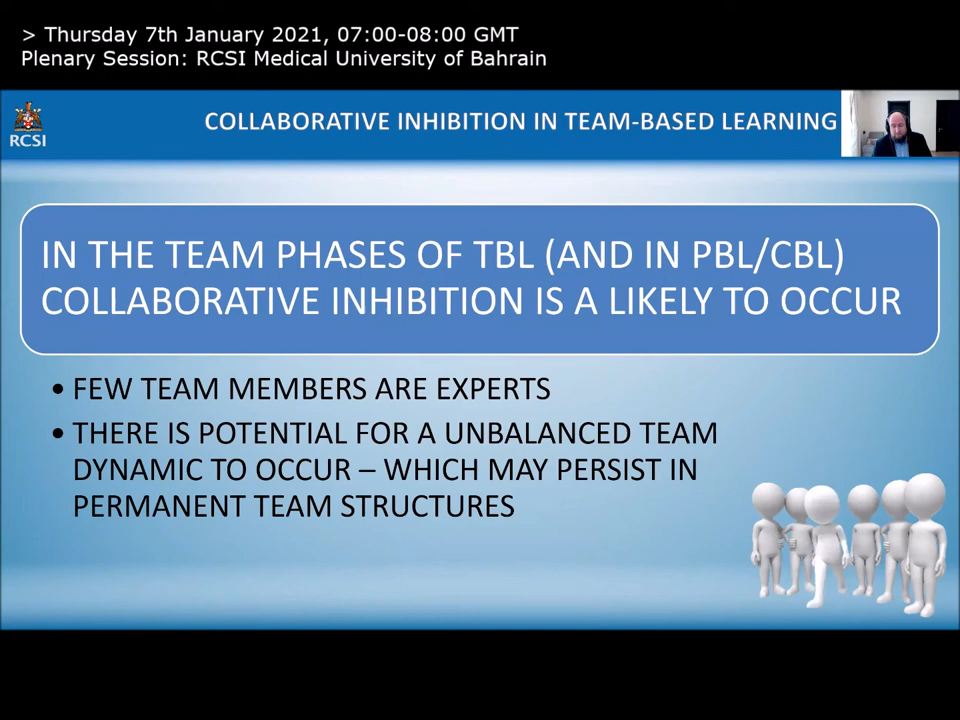 > Thursday 7th January 2021, 07:00-08:00 GMT
Plenary Session: RCSI Medical University of Bahrain
RCSI
COLLABORATIVE INHIBITION IN TEAM-BASED LEARNING
IN THE TEAM PHASES OF TBL (AND IN PBL/CBL)
COLLABORATIVE INHIBITION IS A LIKELY TO OCCUR
• FEW TEAM MEMBERS ARE EXPERTS
• THERE IS POTENTIAL FOR A UNBALANCED TEAM
DYNAMIC TO OCCUR – WHICH MAY PERSIST IN
PERMANENT TEAM STRUCTURES